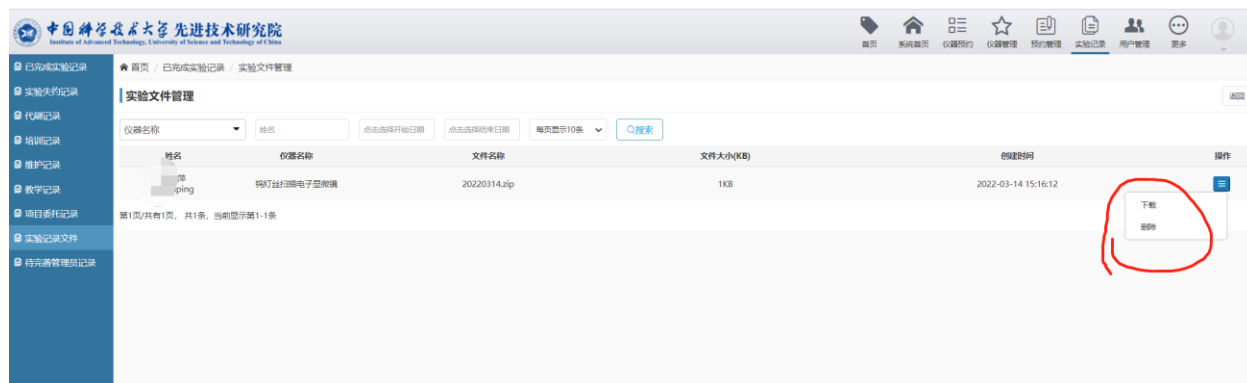 中国科学技术大学 先进技术研究院
Institute of Advanced Technology, University of Science and Technology of China
首页 系统首页 仪器预约 仪器管理 预约管理 实验记录 用户管理 更多
已完成实验记录
实验失约记录
代刷记录
培训记录
维护记录
教学记录
项目委托记录
实验记录文件
待完善管理员记录
首页 / 已完成实验记录 / 实验文件管理
实验文件管理 返回
仪器名称 姓名 点击选择开始日期 点击选择结束日期 每页显示10条 搜索
姓名 仪器名称 文件名称 文件大小(KB) 创建时间 操作
萍
ping 钨灯丝扫描电子显微镜 20220314.zip 1KB 2022-03-14 15:16:12
下载
删除
第1页/共有1页, 共1条, 当前显示第1-1条